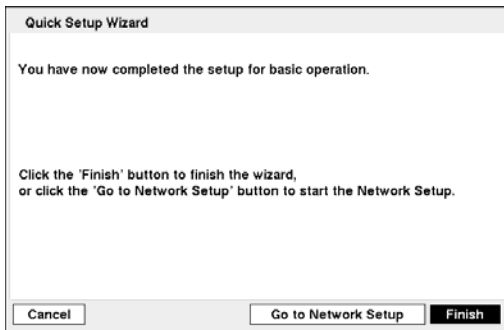 Quick Setup Wizard
You have now completed the setup for basic operation.
Click the 'Finish' button to finish the wizard,
or click the 'Go to Network Setup' button to start the Network Setup.
Cancel
Go to Network Setup
Finish